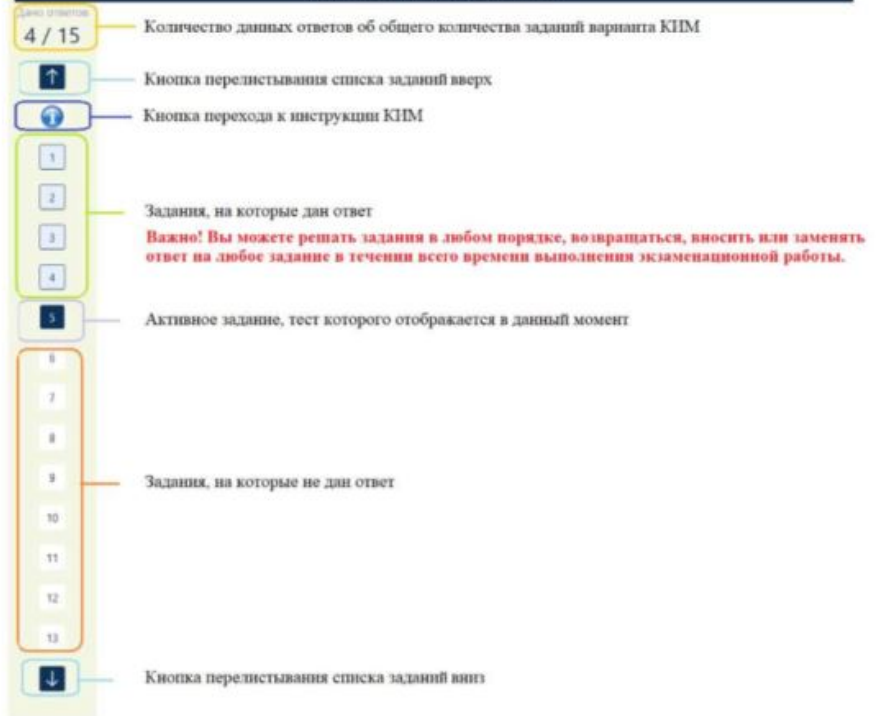 Дано ответов
4 / 15
Количество данных ответов об общего количества заданий варианта КИМ
↑
Кнопка перелистывания списка заданий вверх
i
Кнопка перехода к инструкции КИМ
1
2
3
Задания, на которые дан ответ
Важно! Вы можете решать задания в любом порядке, возвращаться, вносить или заменять
ответ на любое задание в течении всего времени выполнения экзаменационной работы.
4
5
Активное задание, тест которого отображается в данный момент
6
7
8
9
Задания, на которые не дан ответ
10
11
12
13
↓
Кнопка перелистывания списка заданий вниз